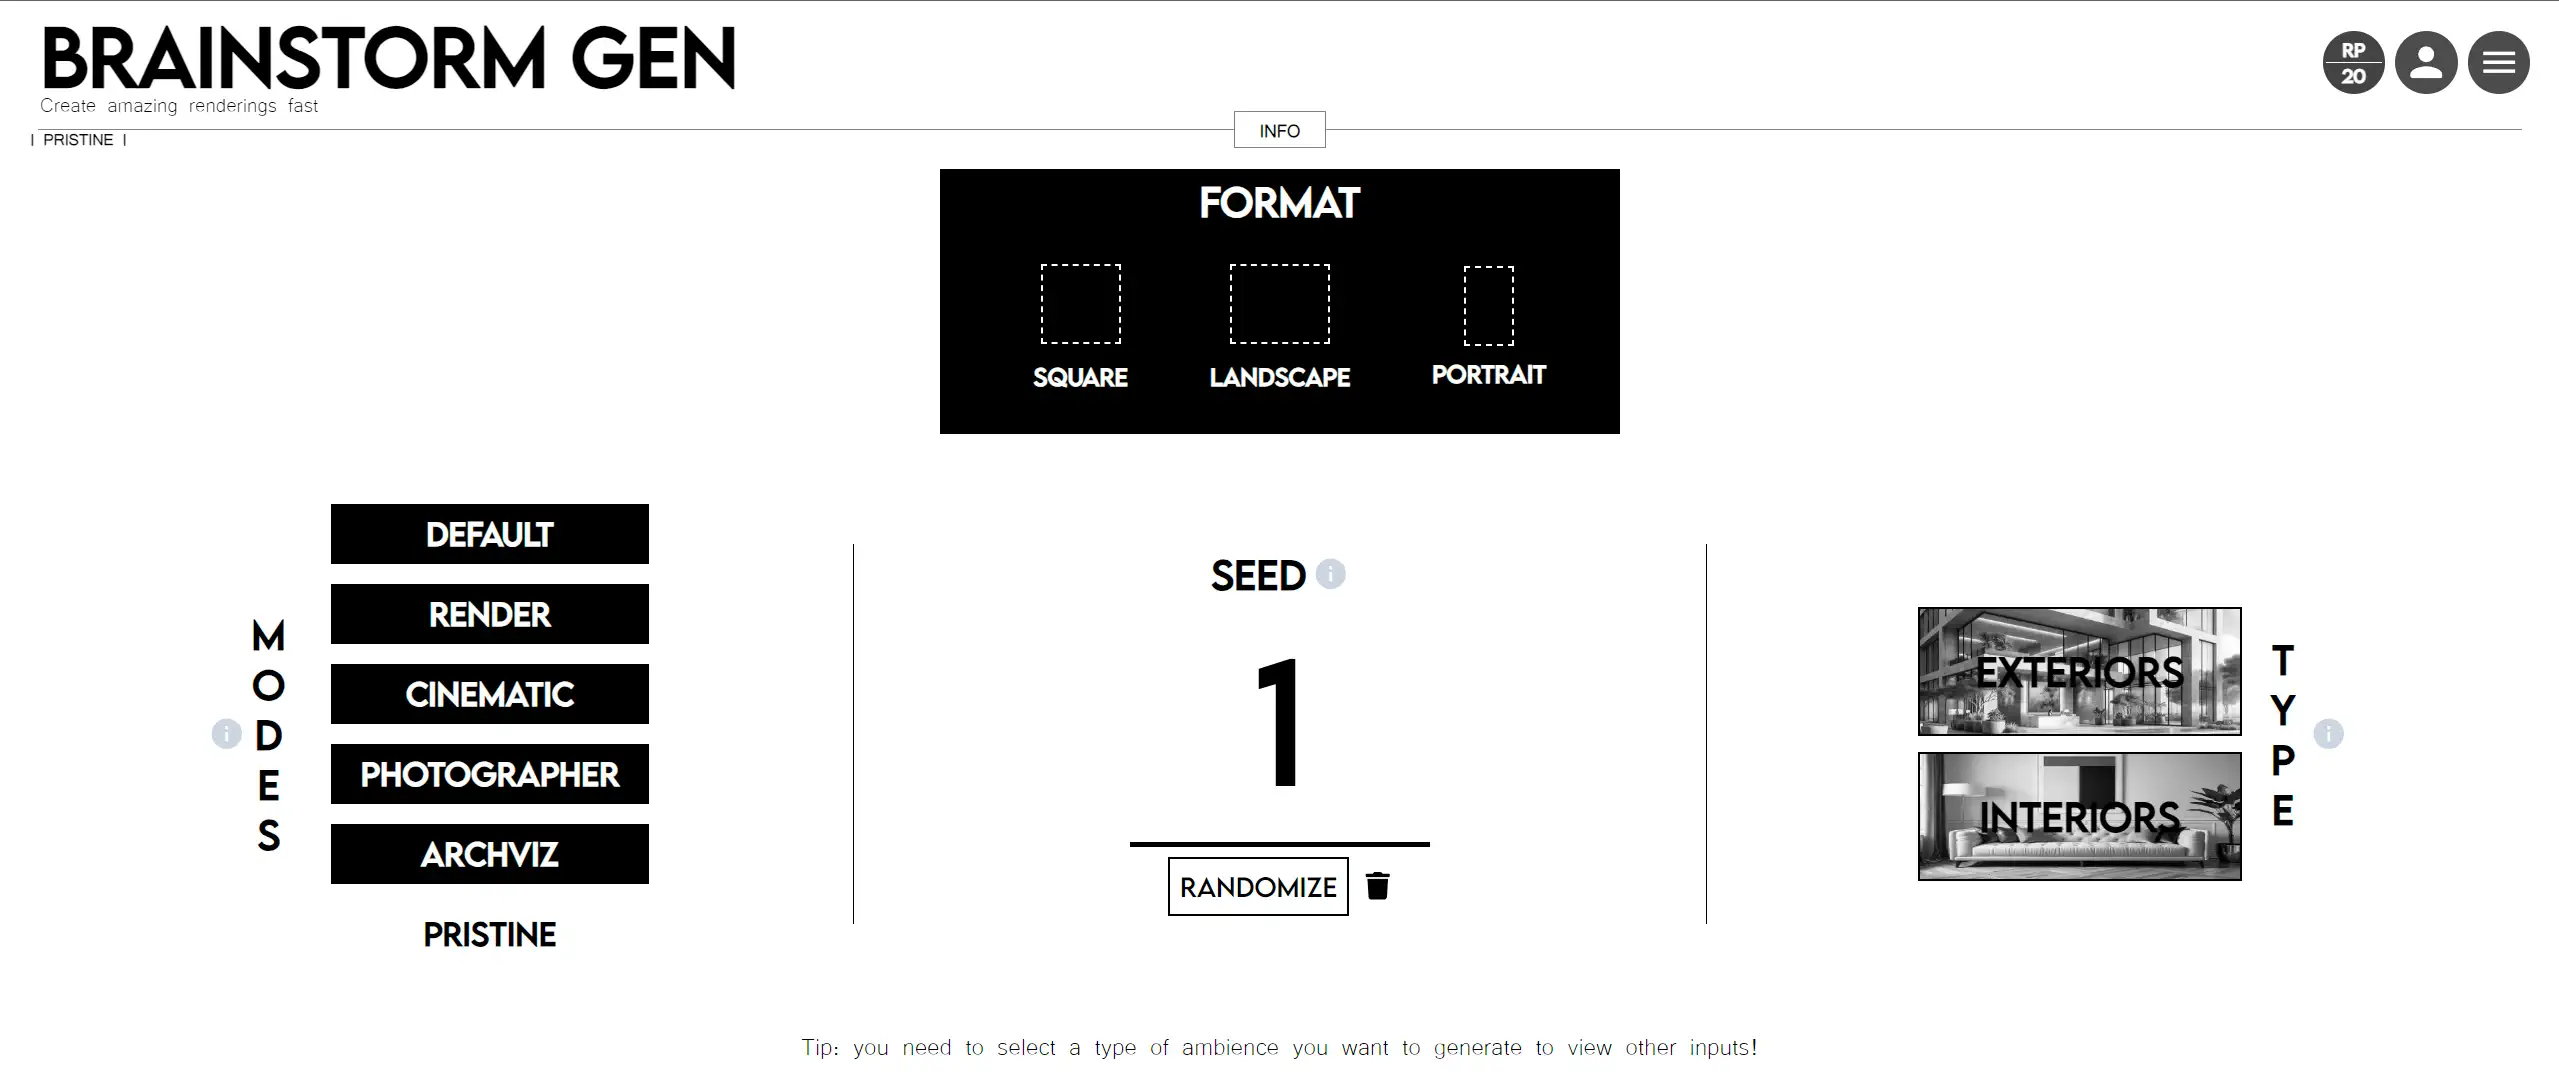 BRAINSTORM GEN
Create amazing renderings fast
RP
20
INFO
| PRISTINE |
FORMAT
SQUARE
LANDSCAPE
PORTRAIT
MODES
DEFAULT
RENDER
CINEMATIC
PHOTOGRAPHER
ARCHVIZ
PRISTINE
SEED
1
RANDOMIZE
EXTERIORS
INTERIORS
TYPE
Tip: you need to select a type of ambience you want to generate to view other inputs!